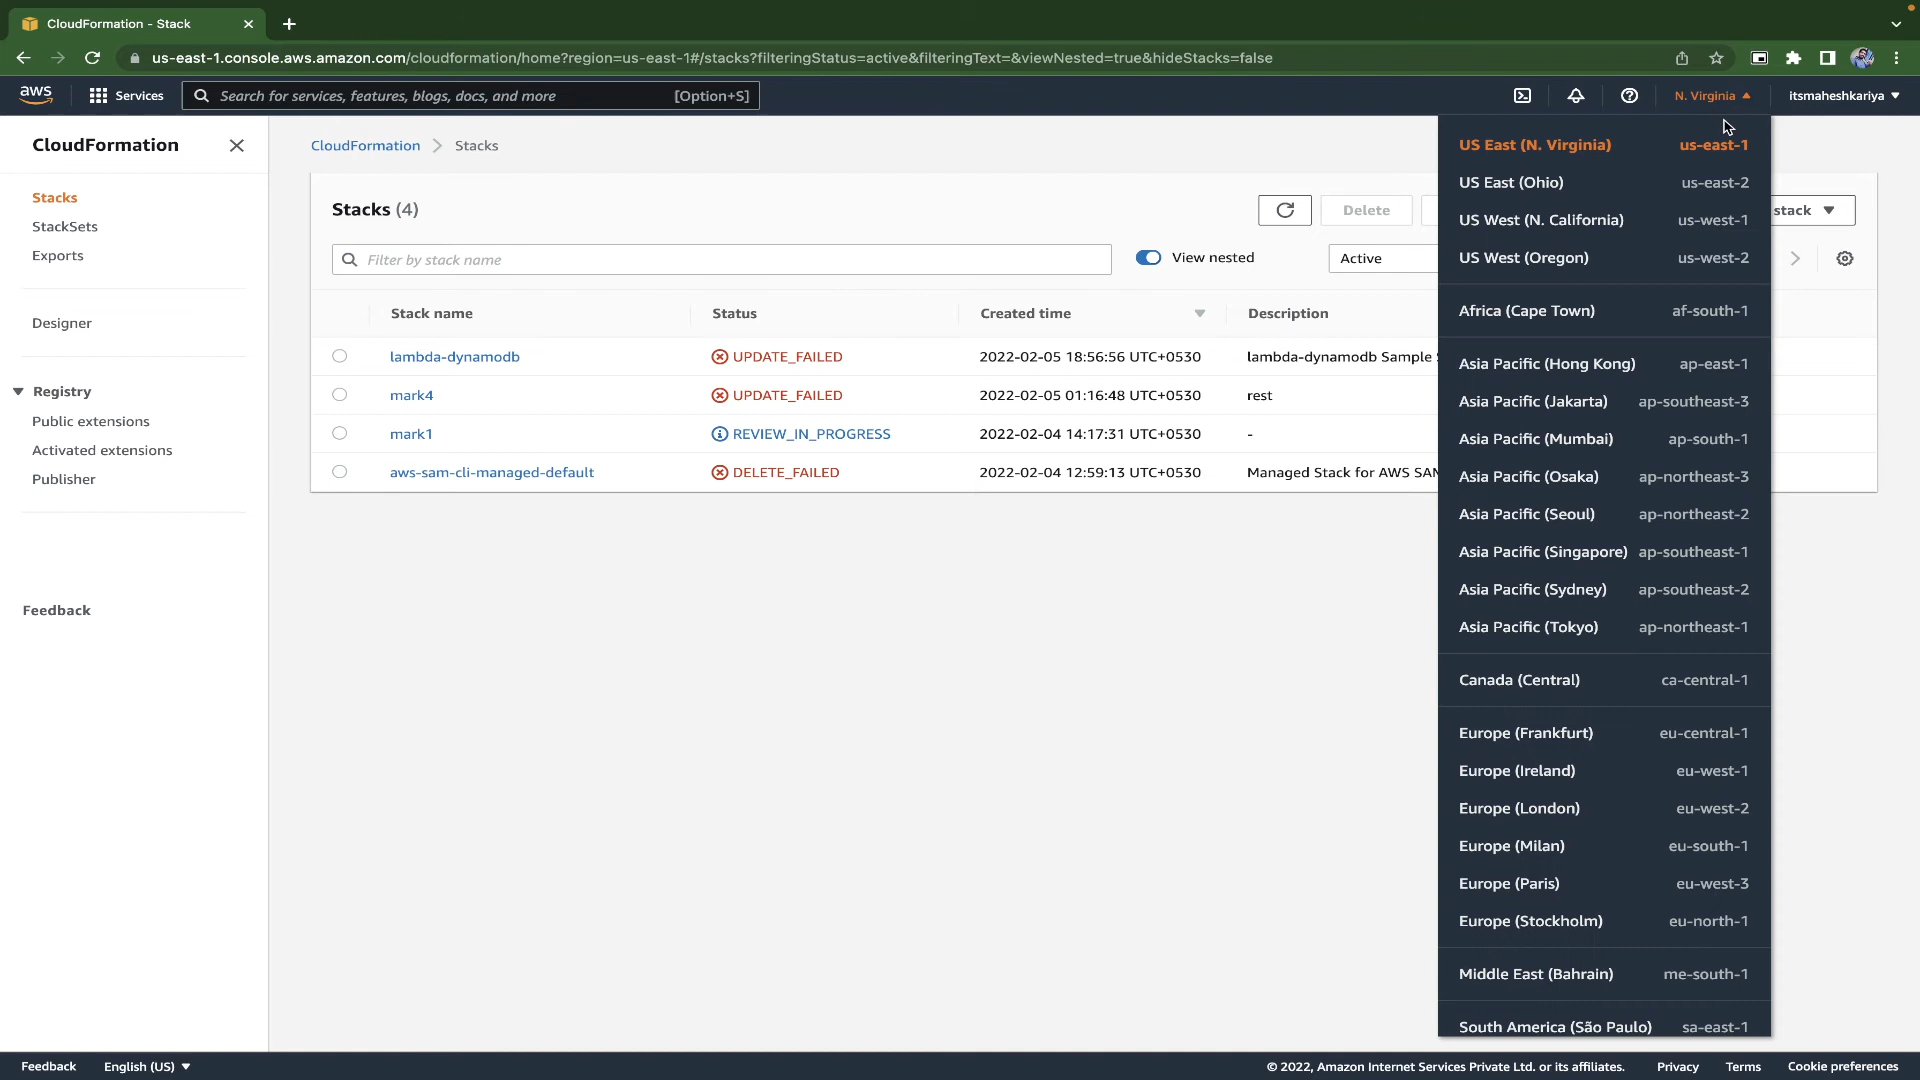 CloudFormation - Stack
us-east-1.console.aws.amazon.com/cloudformation/home?region=us-east-1#/stacks?filteringStatus=active&filteringText=&viewNested=true&hideStacks=false
aws
Services
Search for services, features, blogs, docs, and more
[Option+S]
N. Virginia
itsmaheshkariya
CloudFormation
Stacks
StackSets
Exports
Designer
Registry
Public extensions
Activated extensions
Publisher
Feedback
CloudFormation > Stacks
Stacks (4)
Delete
stack
Filter by stack name
View nested
Active
Stack name Status Created time Description
lambda-dynamodb UPDATE_FAILED 2022-02-05 18:56:56 UTC+0530 lambda-dynamodb Sample
mark4 UPDATE_FAILED 2022-02-05 01:16:48 UTC+0530 rest
mark1 REVIEW_IN_PROGRESS 2022-02-04 14:17:31 UTC+0530 -
aws-sam-cli-managed-default DELETE_FAILED 2022-02-04 12:59:13 UTC+0530 Managed Stack for AWS SAM
US East (N. Virginia) us-east-1
US East (Ohio) us-east-2
US West (N. California) us-west-1
US West (Oregon) us-west-2
Africa (Cape Town) af-south-1
Asia Pacific (Hong Kong) ap-east-1
Asia Pacific (Jakarta) ap-southeast-3
Asia Pacific (Mumbai) ap-south-1
Asia Pacific (Osaka) ap-northeast-3
Asia Pacific (Seoul) ap-northeast-2
Asia Pacific (Singapore) ap-southeast-1
Asia Pacific (Sydney) ap-southeast-2
Asia Pacific (Tokyo) ap-northeast-1
Canada (Central) ca-central-1
Europe (Frankfurt) eu-central-1
Europe (Ireland) eu-west-1
Europe (London) eu-west-2
Europe (Milan) eu-south-1
Europe (Paris) eu-west-3
Europe (Stockholm) eu-north-1
Middle East (Bahrain) me-south-1
South America (São Paulo) sa-east-1
Feedback English (US) © 2022, Amazon Internet Services Private Ltd. or its affiliates. Privacy Terms Cookie preferences